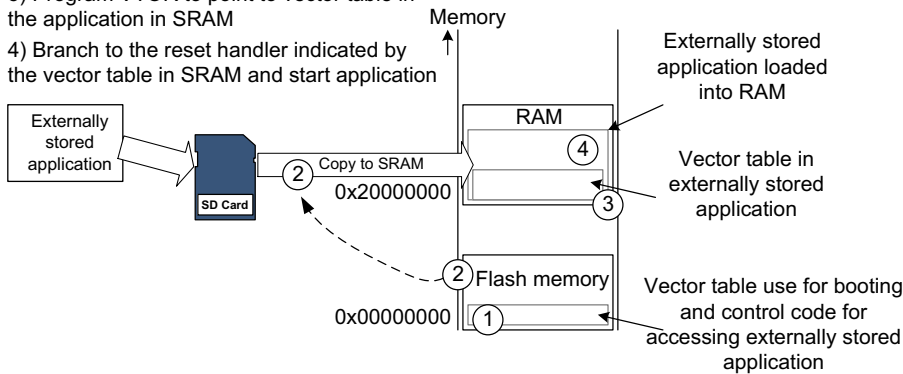 the application in SRAM
4) Branch to the reset handler indicated by
the vector table in SRAM and start application
Memory
Externally stored
application loaded
into RAM
Externally
stored
application
SD Card
2
Copy to SRAM
0x20000000
RAM
4
3
Vector table in
externally stored
application
2
Flash memory
0x00000000
1
Vector table use for booting
and control code for
accessing externally stored
application